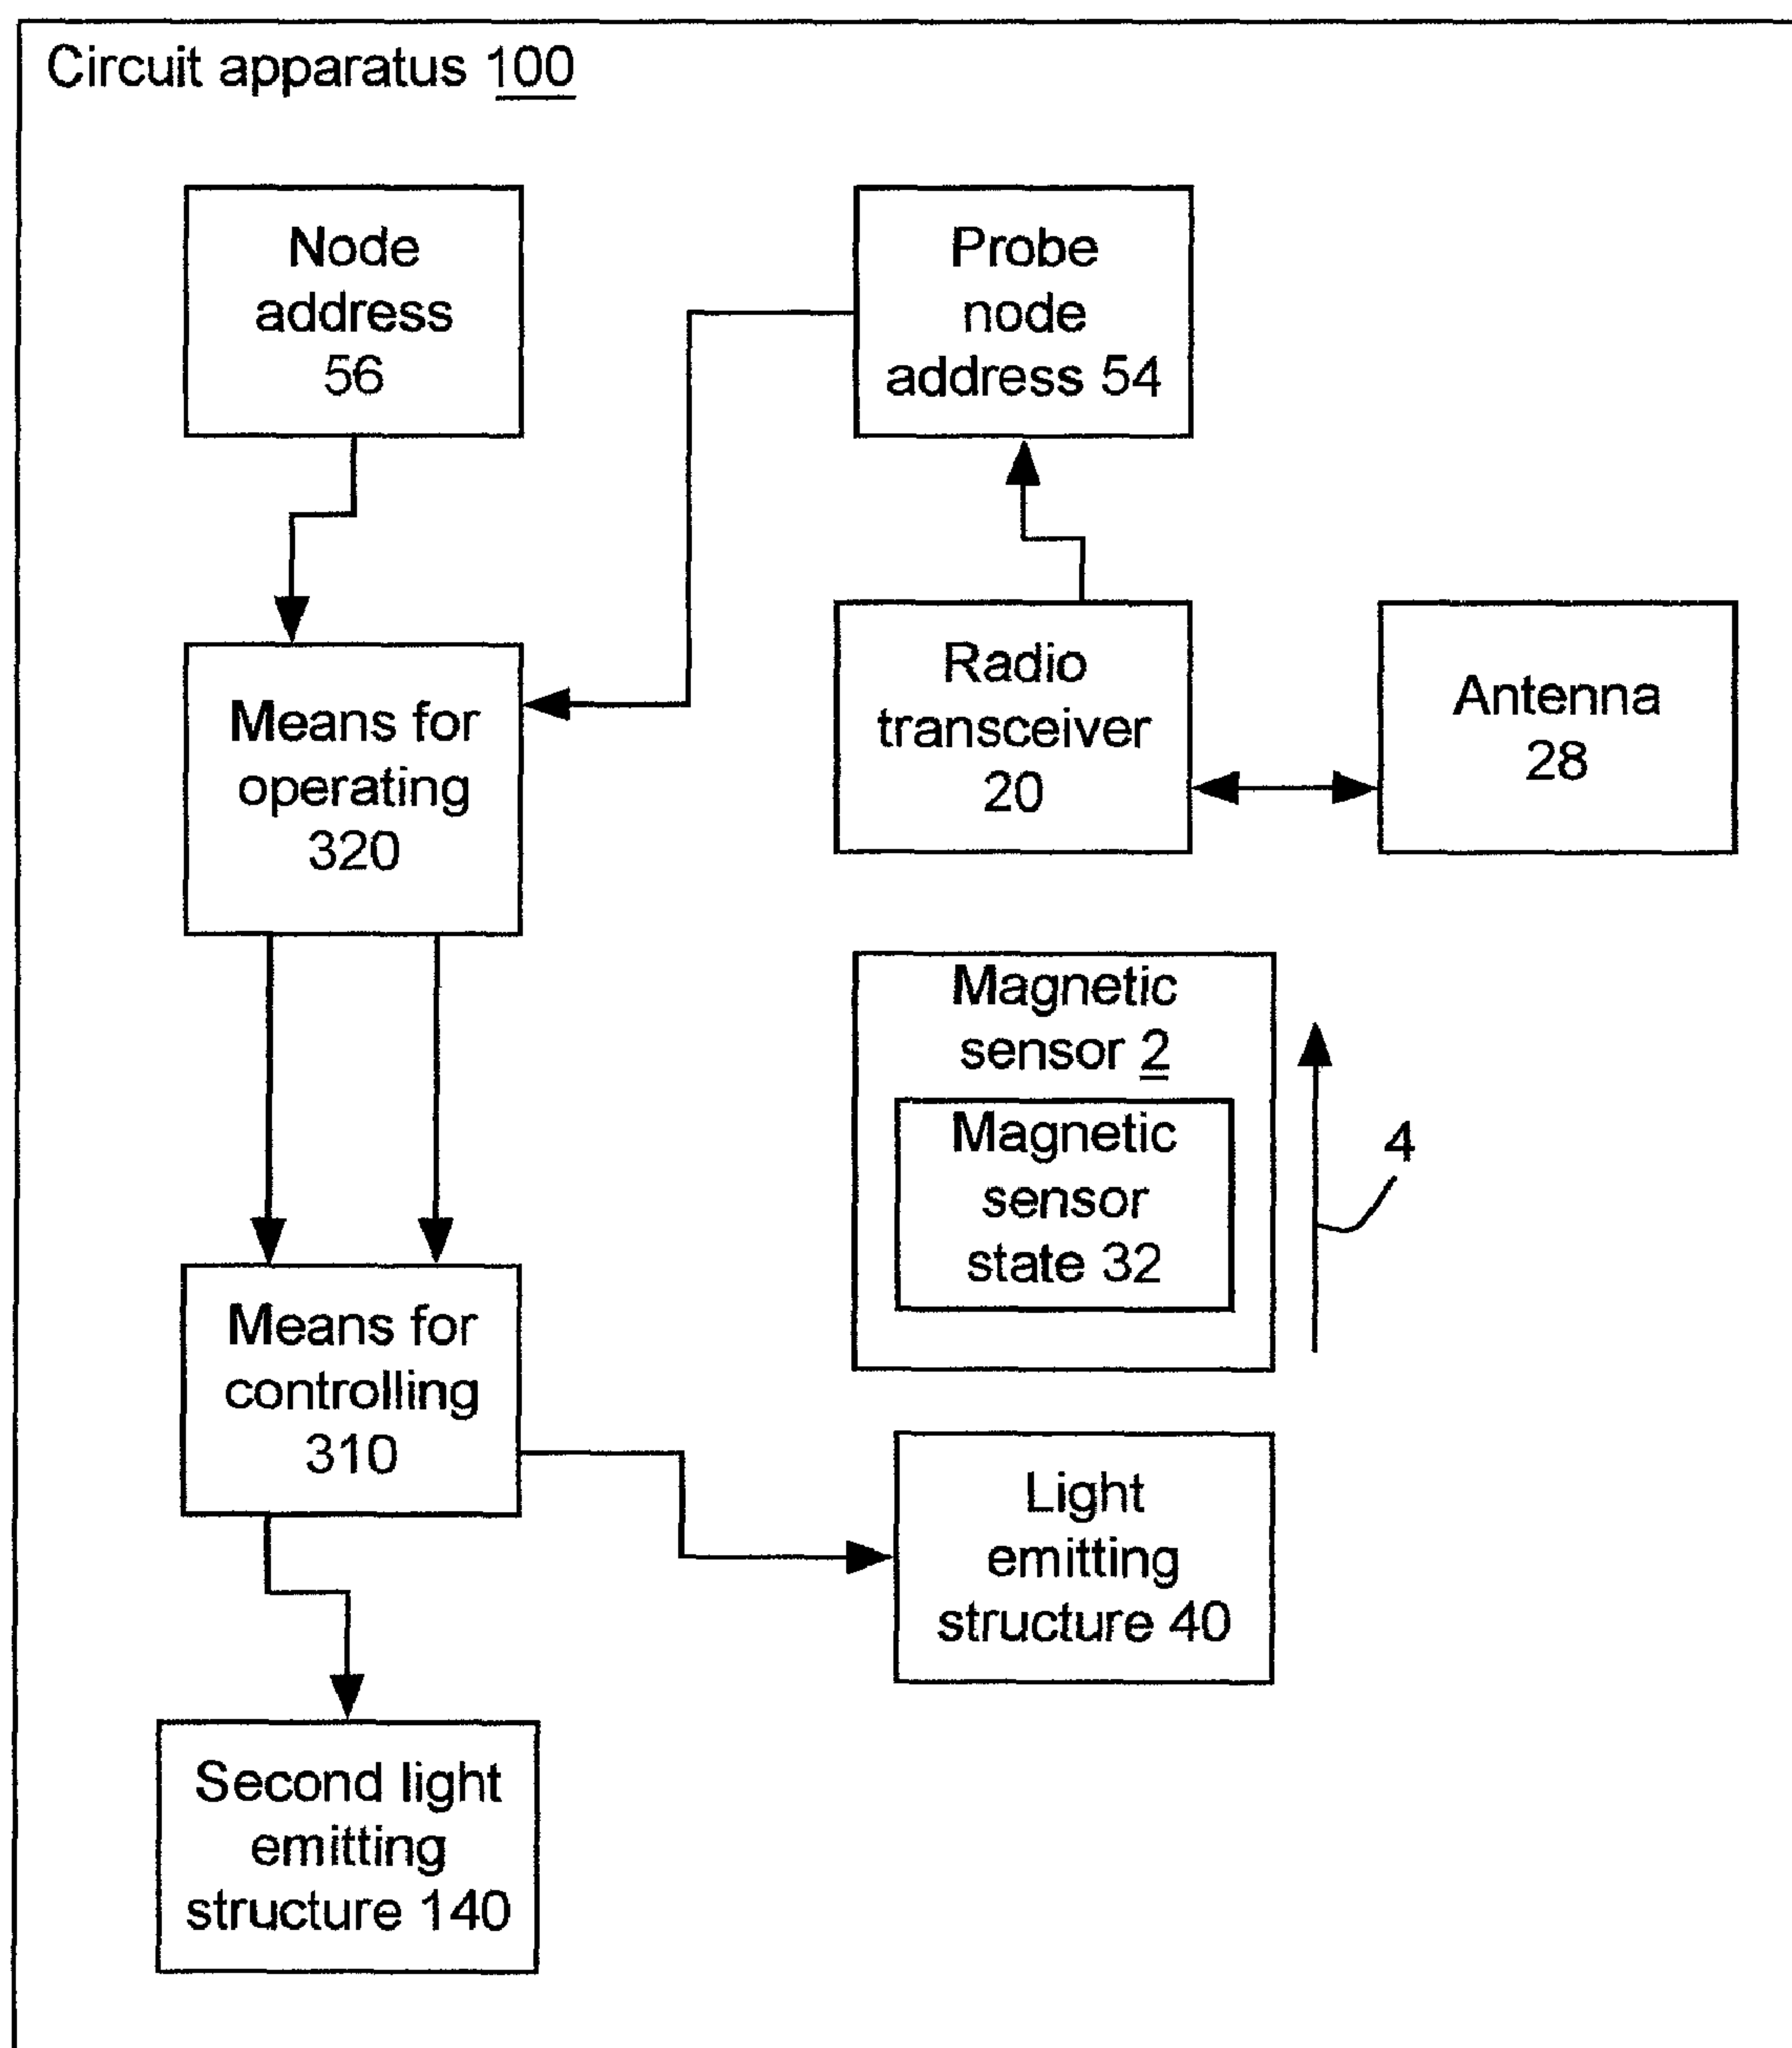 Circuit apparatus 100
Node
address
56
Probe
node
address 54
Means for
operating
320
Radio
transceiver
20
Antenna
28
Magnetic
sensor 2
Magnetic
sensor
state 32
4
Means for
controlling
310
Light
emitting
structure 40
Second light
emitting
structure 140